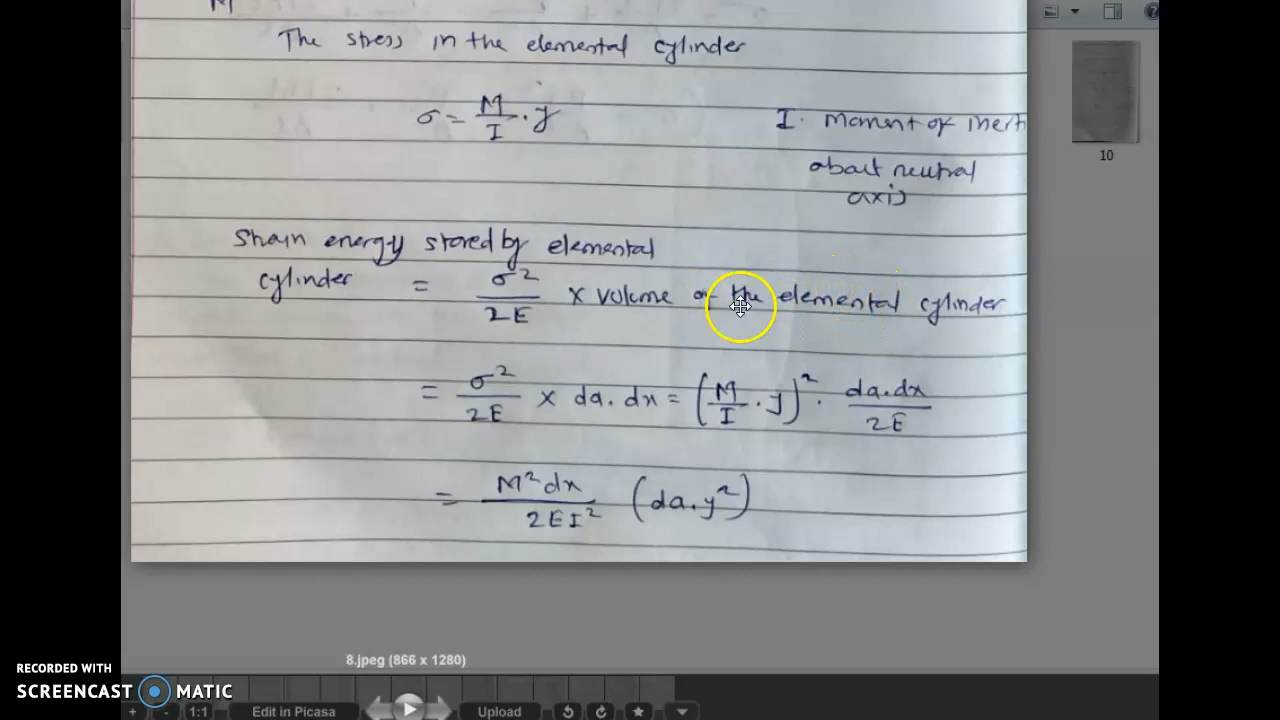 M
The stress in the elemental cylinder
σ = M/I · y
I · moment of inerti
about neutral
axis
Strain energy stored by elemental
cylinder = σ²/2E × volume of the elemental cylinder
= σ²/2E × da. dx = (M/I · y)² · da.dx/2E
= M² dx/2EI² (da. y²)
10
8.jpeg (866 x 1280)
RECORDED WITH
SCREENCAST MATIC
1:1 Edit in Picasa Upload